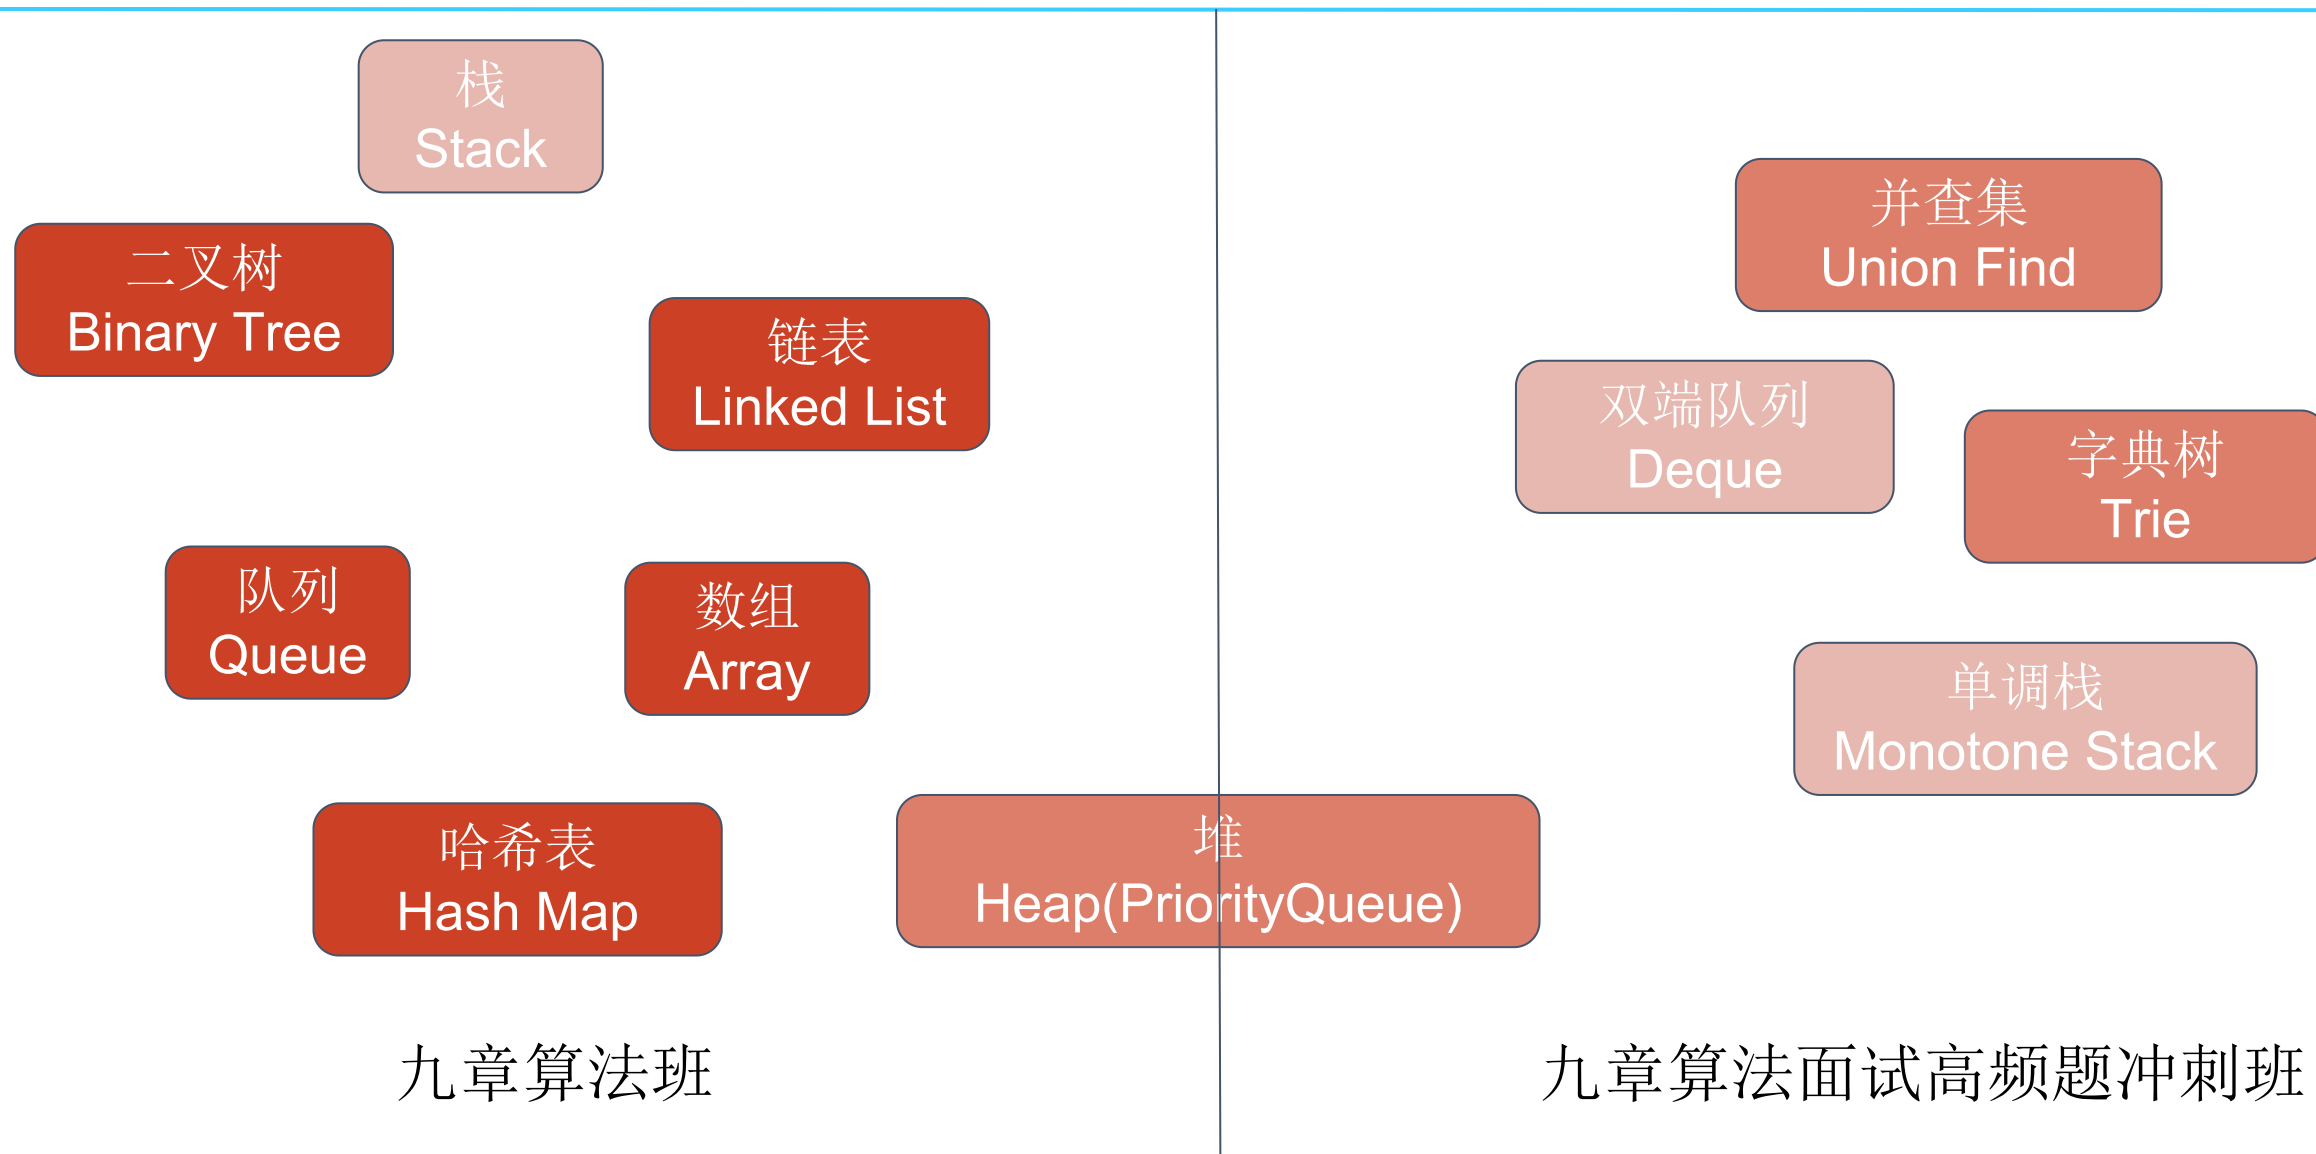 栈
Stack
二叉树
Binary Tree
链表
Linked List
队列
Queue
数组
Array
哈希表
Hash Map
堆
Heap(PriorityQueue)
并查集
Union Find
双端队列
Deque
字典树
Trie
单调栈
Monotone Stack
九章算法班
九章算法面试高频题冲刺班